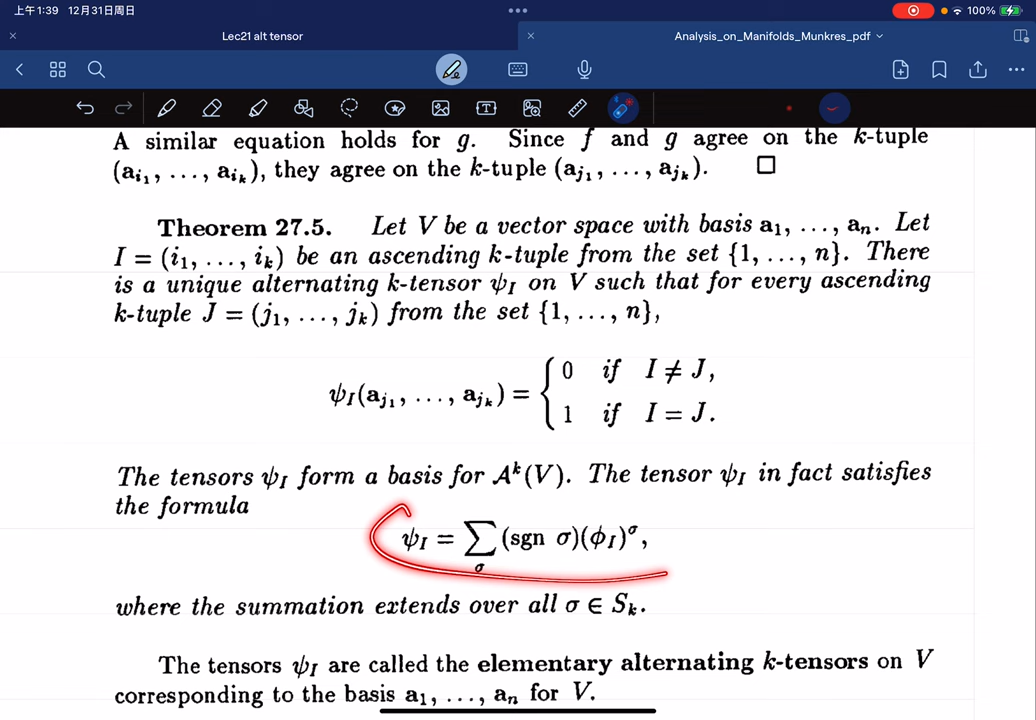 上午1:39 12月31日周日
100%
Lec21 alt tensor
Analysis_on_Manifolds_Munkres_pdf
A similar equation holds for g. Since f and g agree on the k-tuple
(a_{i_1}, ..., a_{i_k}), they agree on the k-tuple (a_{j_1}, ..., a_{j_k}). □
Theorem 27.5. Let V be a vector space with basis a_1, ..., a_n. Let
I = (i_1, ..., i_k) be an ascending k-tuple from the set {1, ..., n}. There
is a unique alternating k-tensor ψ_I on V such that for every ascending
k-tuple J = (j_1, ..., j_k) from the set {1, ..., n},
0 if I ≠ J,
ψ_I(a_{j_1}, ..., a_{j_k}) = {
1 if I = J.
The tensors ψ_I form a basis for A^k(V). The tensor ψ_I in fact satisfies
the formula
ψ_I = ∑_σ (sgn σ)(ϕ_I)^σ,
where the summation extends over all σ ∈ S_k.
The tensors ψ_I are called the elementary alternating k-tensors on V
corresponding to the basis a_1, ..., a_n for V.